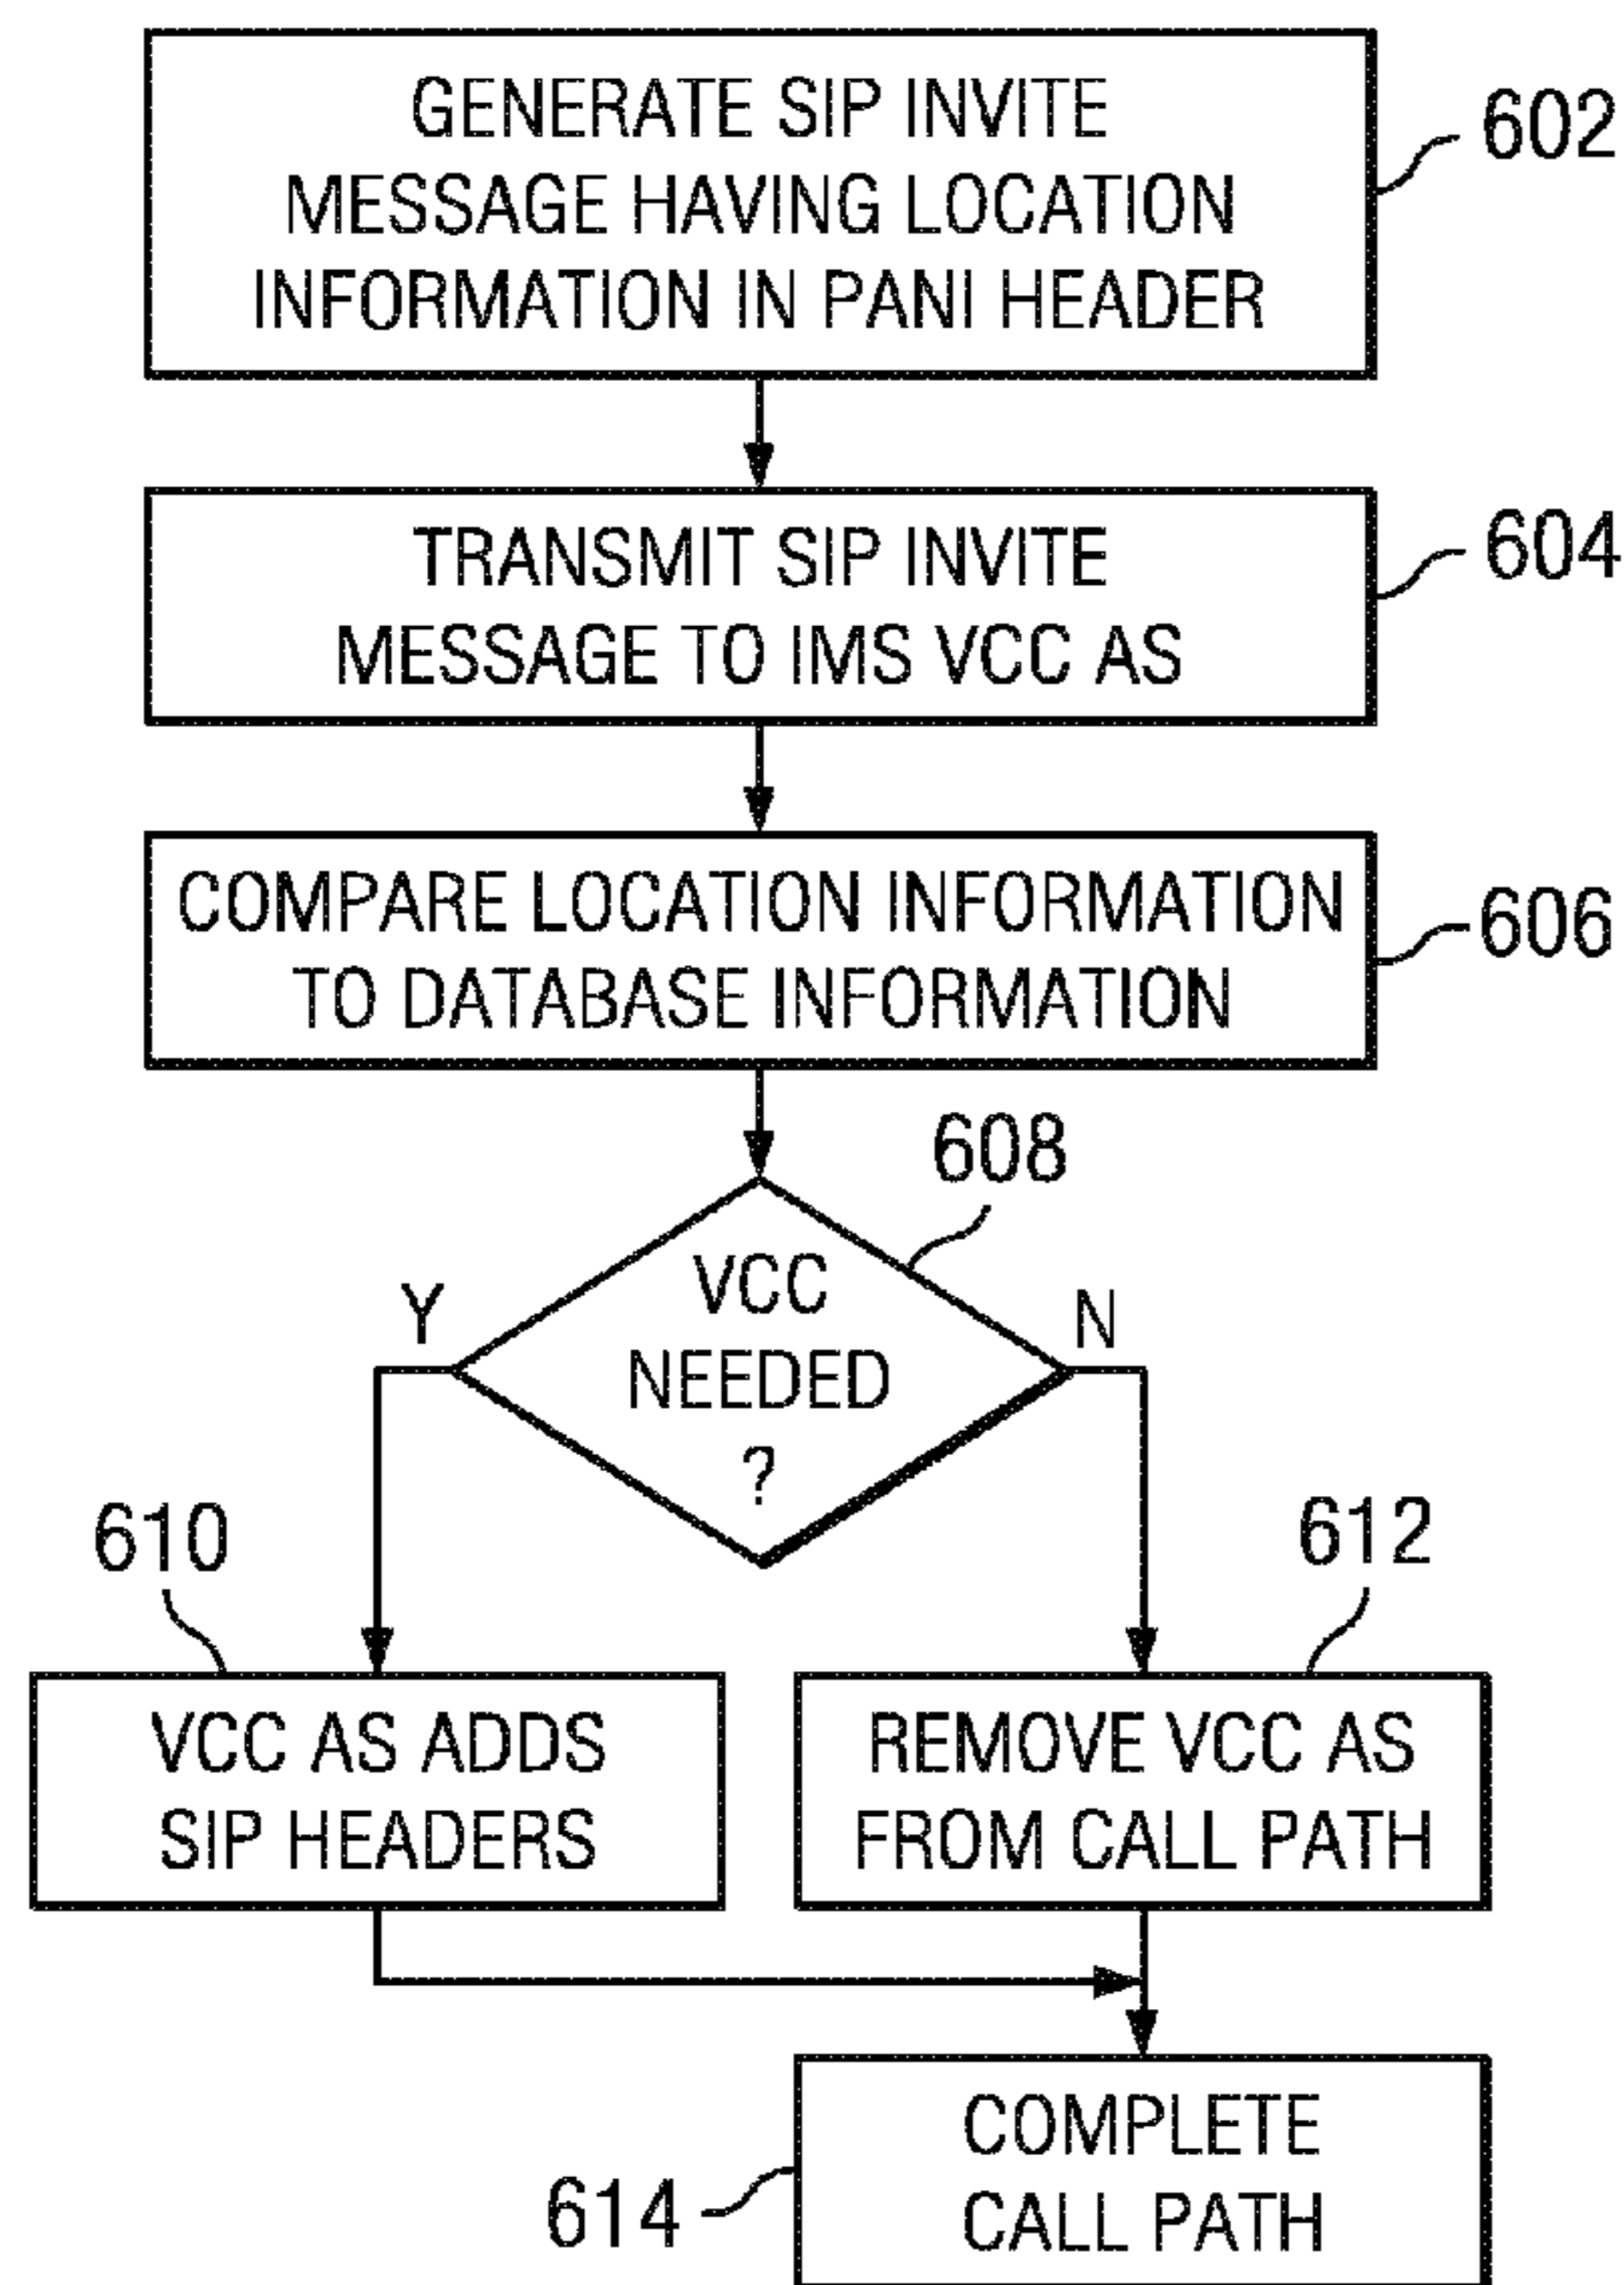 GENERATE SIP INVITE
MESSAGE HAVING LOCATION
INFORMATION IN PANI HEADER
602
TRANSMIT SIP INVITE
MESSAGE TO IMS VCC AS
604
COMPARE LOCATION INFORMATION
TO DATABASE INFORMATION
606
608
VCC
NEEDED
?
Y
N
610
612
VCC AS ADDS
SIP HEADERS
REMOVE VCC AS
FROM CALL PATH
COMPLETE
CALL PATH
614